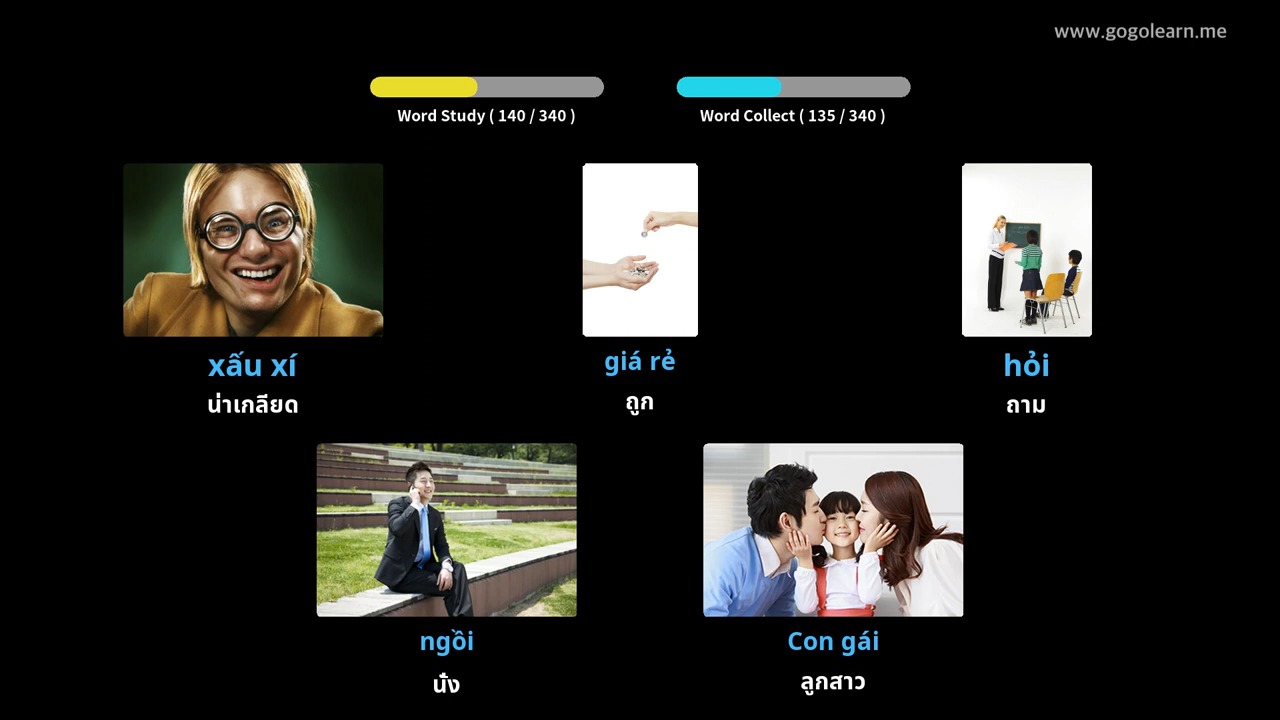 www.gogolearn.me
Word Study ( 140 / 340 )
Word Collect ( 135 / 340 )
xấu xí
น่าเกลียด
giá rẻ
ถูก
hỏi
ถาม
ngồi
นั่ง
Con gái
ลูกสาว